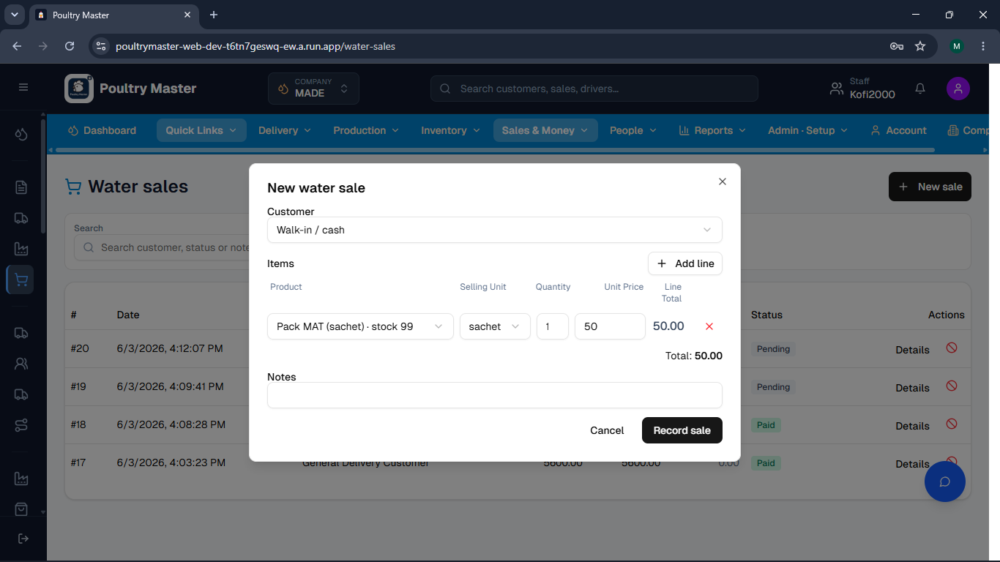 Poultry Master
poultrymaster-web-dev-t6tn7geswq-ew.a.run.app/water-sales
M
Poultry Master
COMPANY
MADE
Search customers, sales, drivers...
Staff
Kofi2000
Dashboard
Quick Links
Delivery
Production
Inventory
Sales & Money
People
Reports
Admin · Setup
Account
Comp
Water sales
New sale
Search
Search customer, status or note
# Date Status Actions
#20 6/3/2026, 4:12:07 PM Pending Details
#19 6/3/2026, 4:09:41 PM Pending Details
#18 6/3/2026, 4:08:28 PM Paid Details
#17 6/3/2026, 4:03:23 PM General Delivery Customer 5600.00 5600.00 0.00 Paid Details
New water sale
Customer
Walk-in / cash
Items
Add line
Product Selling Unit Quantity Unit Price Line
Total
Pack MAT (sachet) · stock 99 sachet 1 50 50.00
Total: 50.00
Notes
Cancel
Record sale